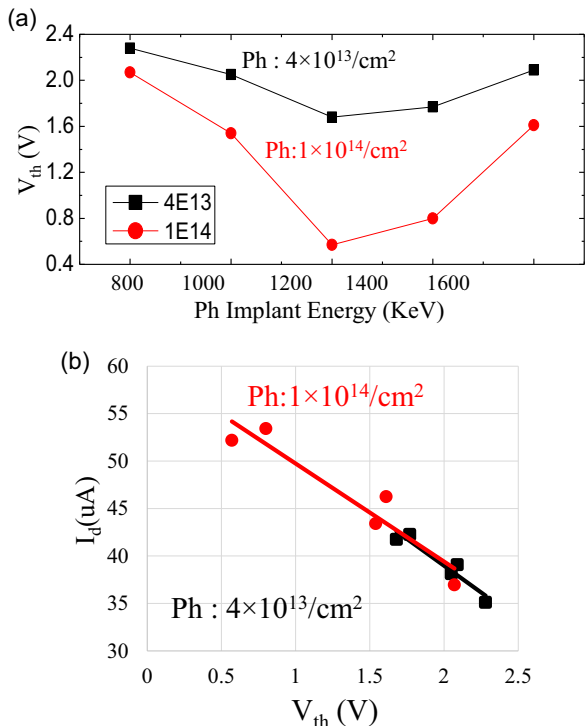 (a)
Ph : 4×10¹³/cm²
Ph:1×10¹⁴/cm²
4E13
1E14
V_th (V)
2.4
2.0
1.6
1.2
0.8
0.4
800 1000 1200 1400 1600
Ph Implant Energy (KeV)
(b)
Ph:1×10¹⁴/cm²
Ph : 4×10¹³/cm²
I_d(uA)
60
55
50
45
40
35
30
0 0.5 1 1.5 2 2.5
V_th (V)